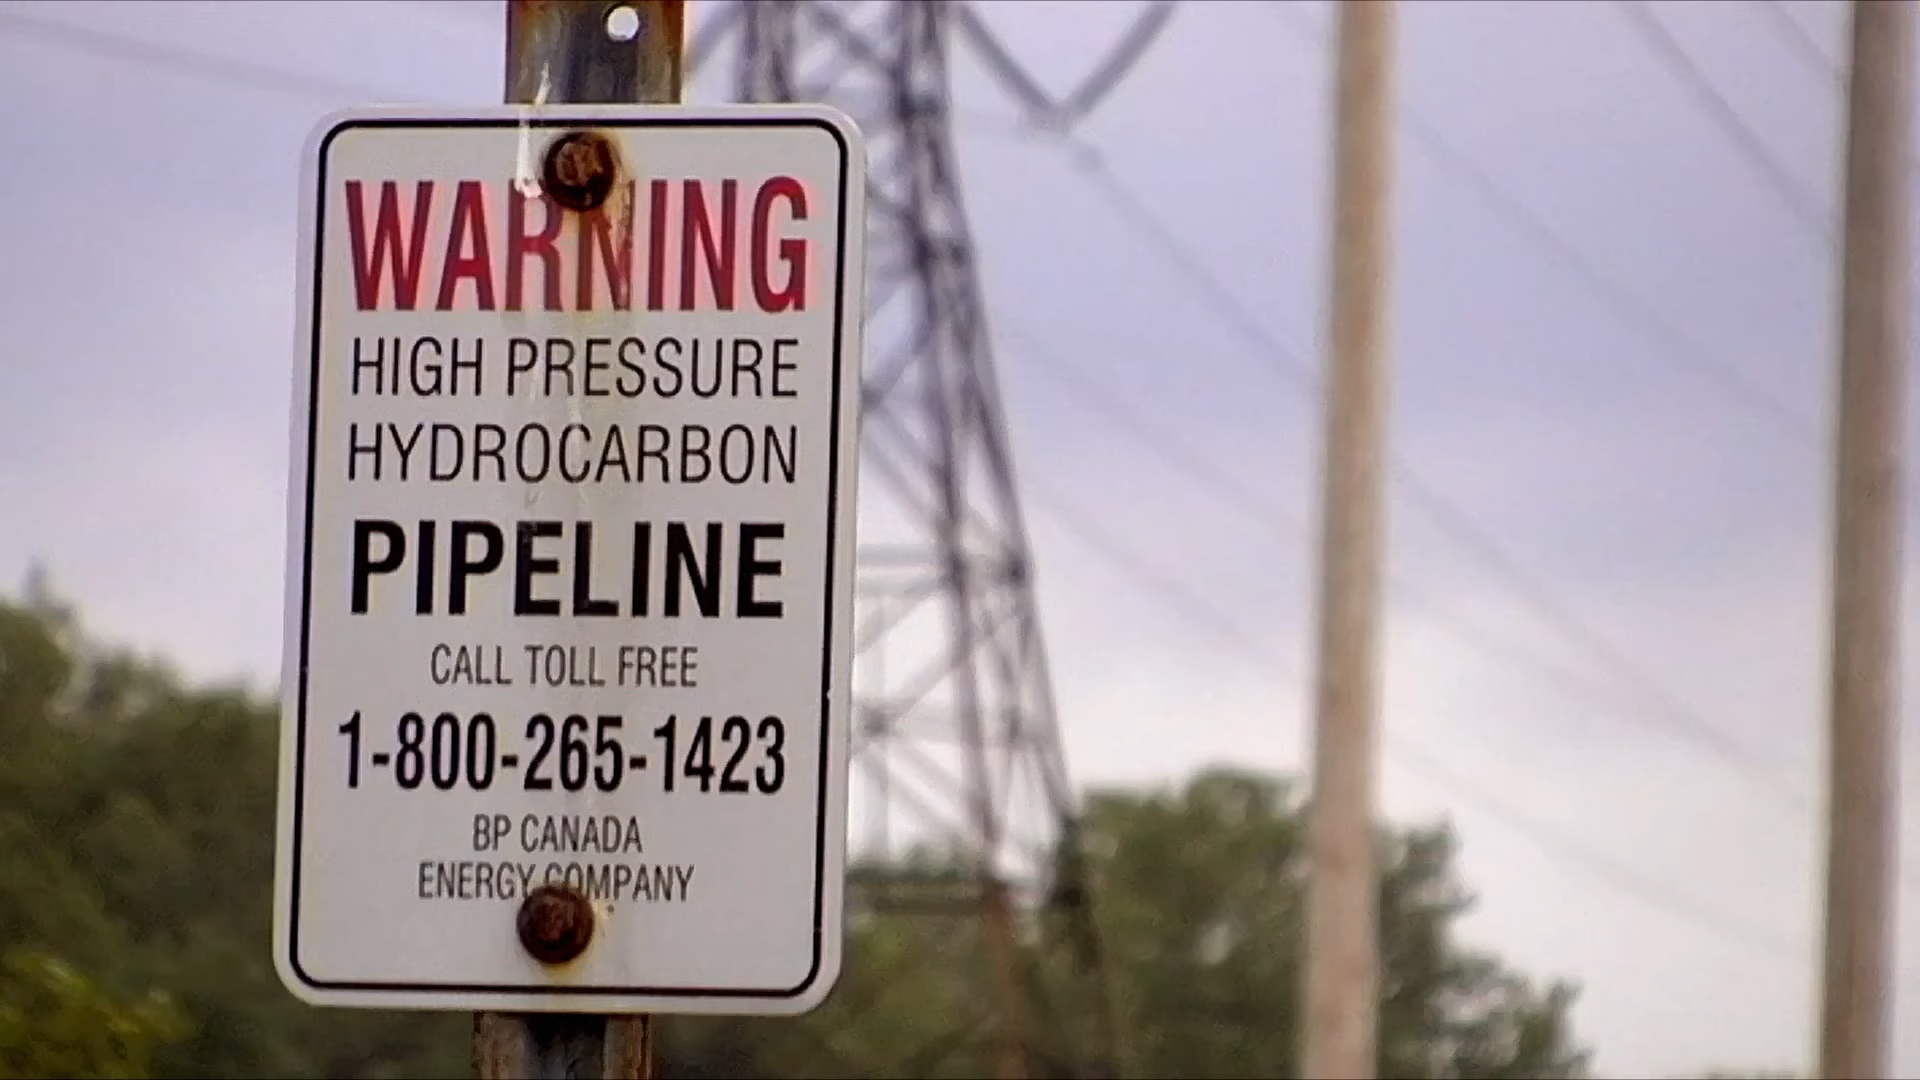 WARNING
HIGH PRESSURE
HYDROCARBON
PIPELINE
CALL TOLL FREE
1-800-265-1423
BP CANADA
ENERGY COMPANY